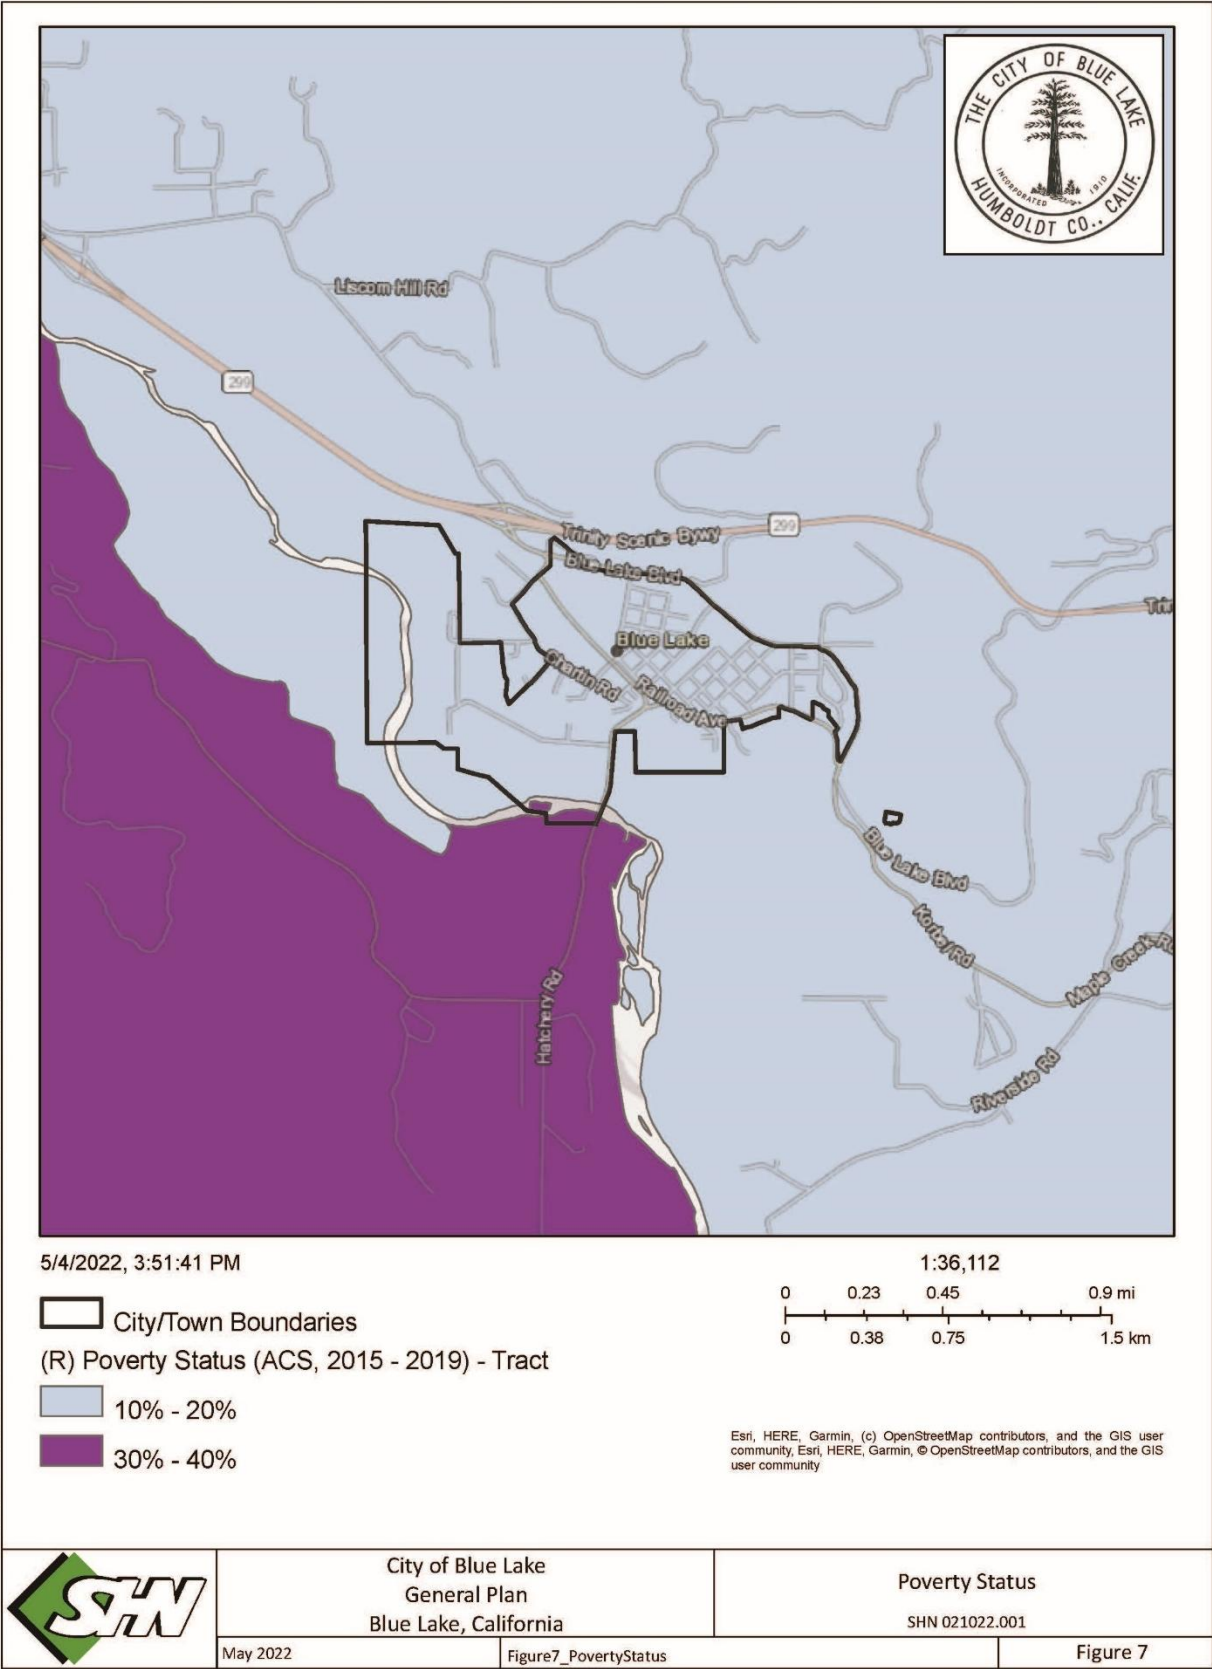 THE CITY OF BLUE LAKE
INCORPORATED 1910
HUMBOLDT CO., CALIF.
Liscom Hill Rd
299
Trinity Scenic Bywy
299
Blue Lake Blvd
Trin
Blue Lake
Chartin Rd
Railroad Ave
Blue Lake Blvd
Korbel Rd
Maple Creek Rd
Hatchery Rd
Riverside Rd
5/4/2022, 3:51:41 PM
1:36,112
0 0.23 0.45 0.9 mi
0 0.38 0.75 1.5 km
City/Town Boundaries
(R) Poverty Status (ACS, 2015 - 2019) - Tract
10% - 20%
30% - 40%
Esri, HERE, Garmin, (c) OpenStreetMap contributors, and the GIS user
community, Esri, HERE, Garmin, © OpenStreetMap contributors, and the GIS
user community
SHN
City of Blue Lake
General Plan
Blue Lake, California
Poverty Status
SHN 021022.001
May 2022
Figure7_PovertyStatus
Figure 7